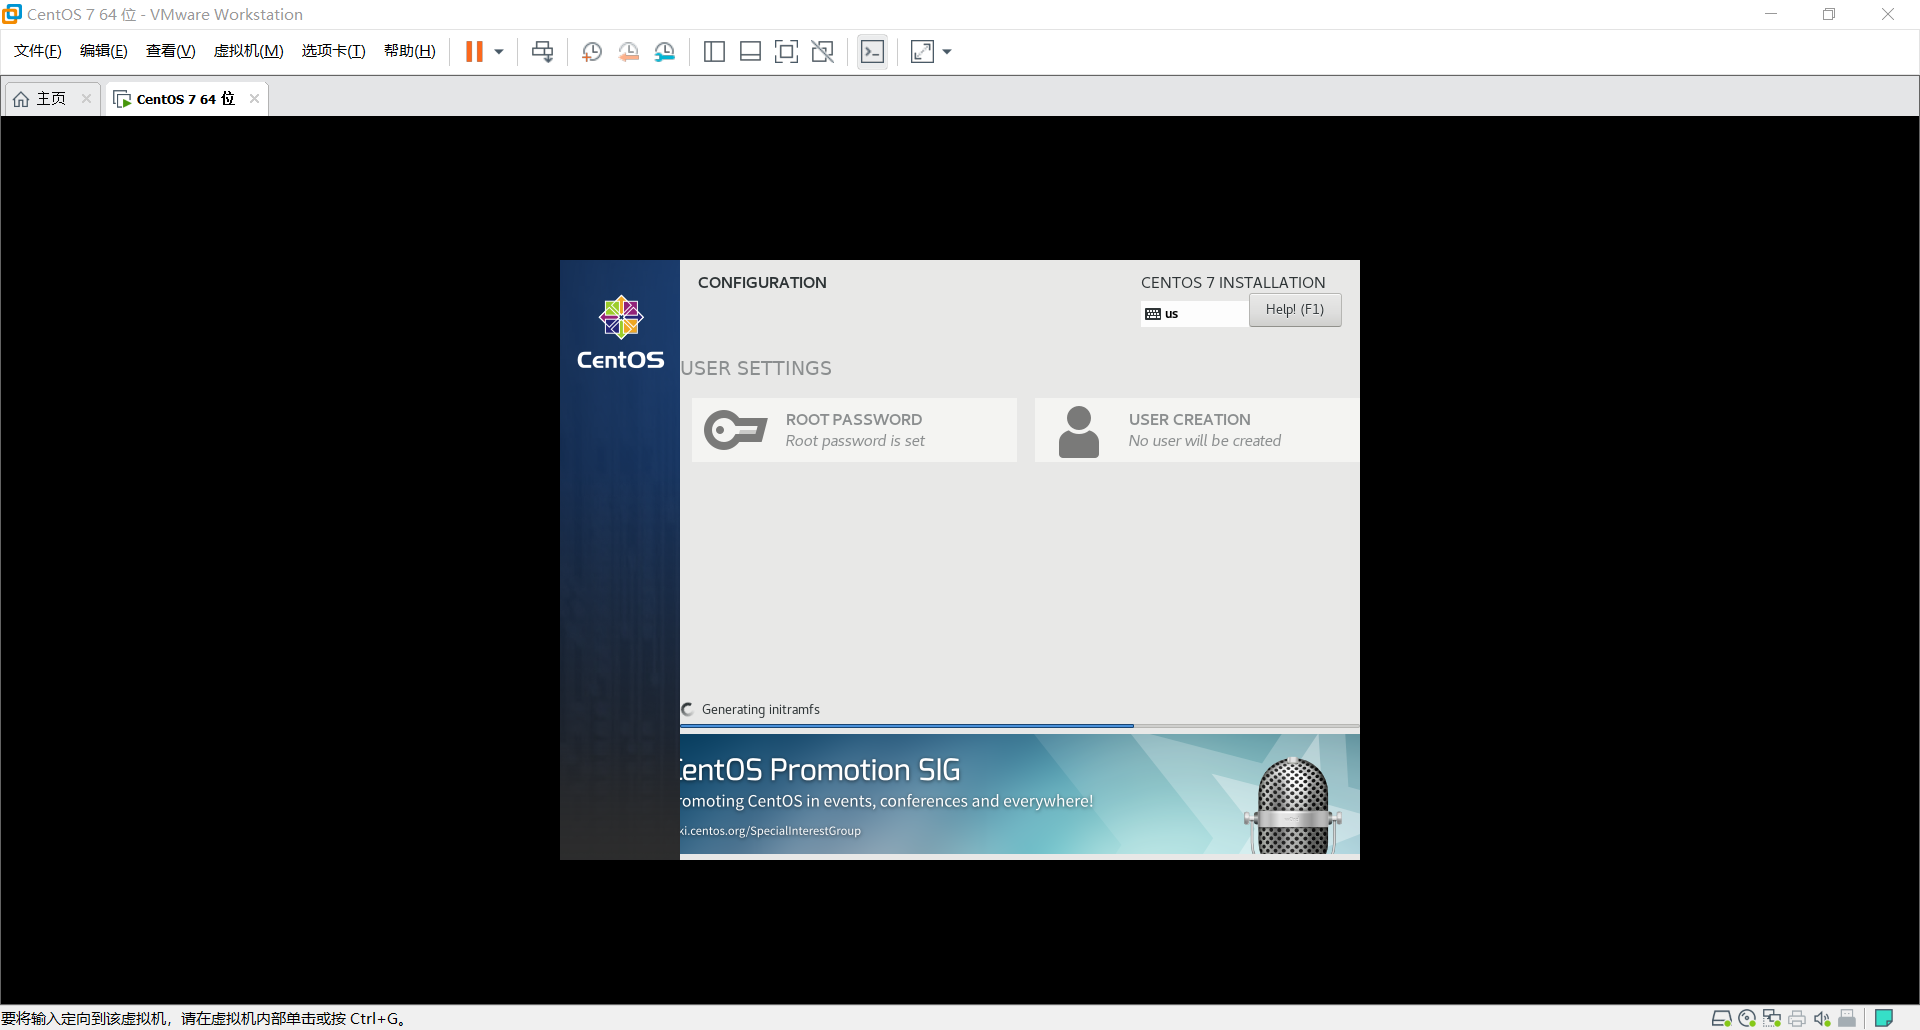 CentOS 7 64 位 - VMware Workstation
文件(F) 编辑(E) 查看(V) 虚拟机(M) 选项卡(T) 帮助(H)
主页 CentOS 7 64 位
CONFIGURATION
CENTOS 7 INSTALLATION
us
Help! (F1)
CentOS
USER SETTINGS
ROOT PASSWORD
Root password is set
USER CREATION
No user will be created
Generating initramfs
entOS Promotion SIG
romoting CentOS in events, conferences and everywhere!
ki.centos.org/SpecialInterestGroup
要将输入定向到该虚拟机，请在虚拟机内部单击或按 Ctrl+G。